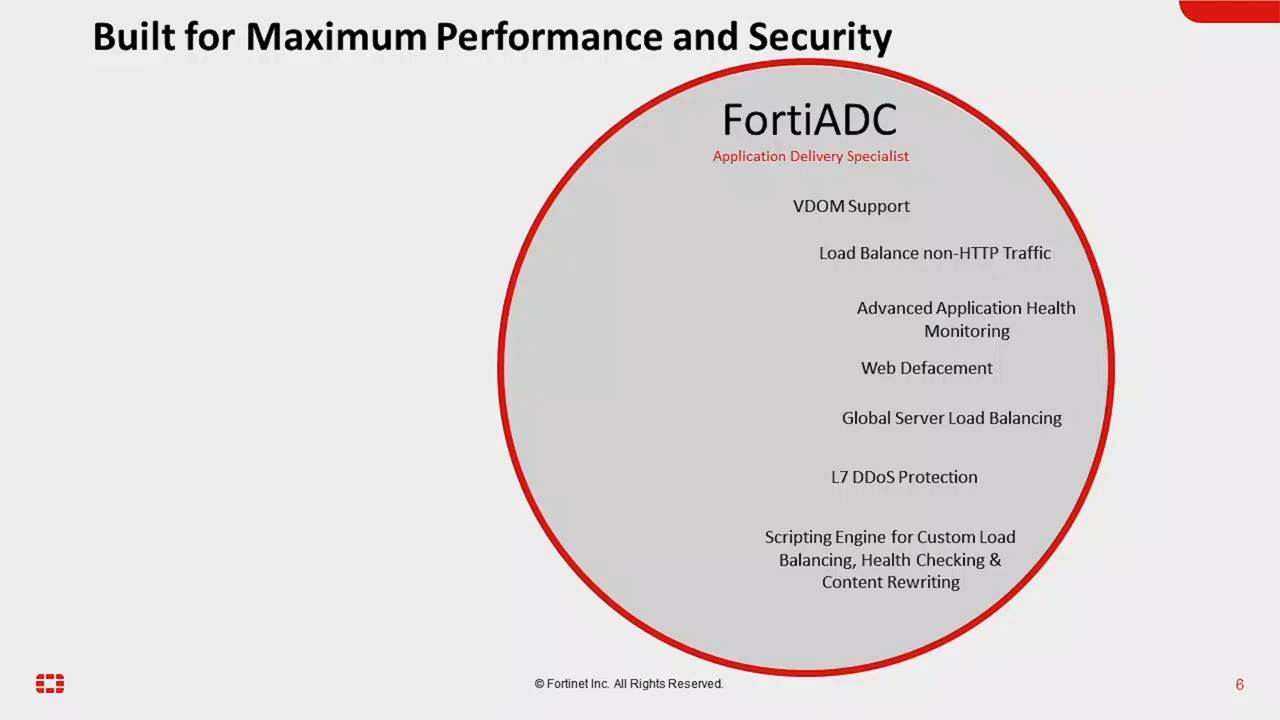 Built for Maximum Performance and Security
FortiADC
Application Delivery Specialist
VDOM Support
Load Balance non-HTTP Traffic
Advanced Application Health
Monitoring
Web Defacement
Global Server Load Balancing
L7 DDoS Protection
Scripting Engine for Custom Load
Balancing, Health Checking &
Content Rewriting
© Fortinet Inc. All Rights Reserved.
6